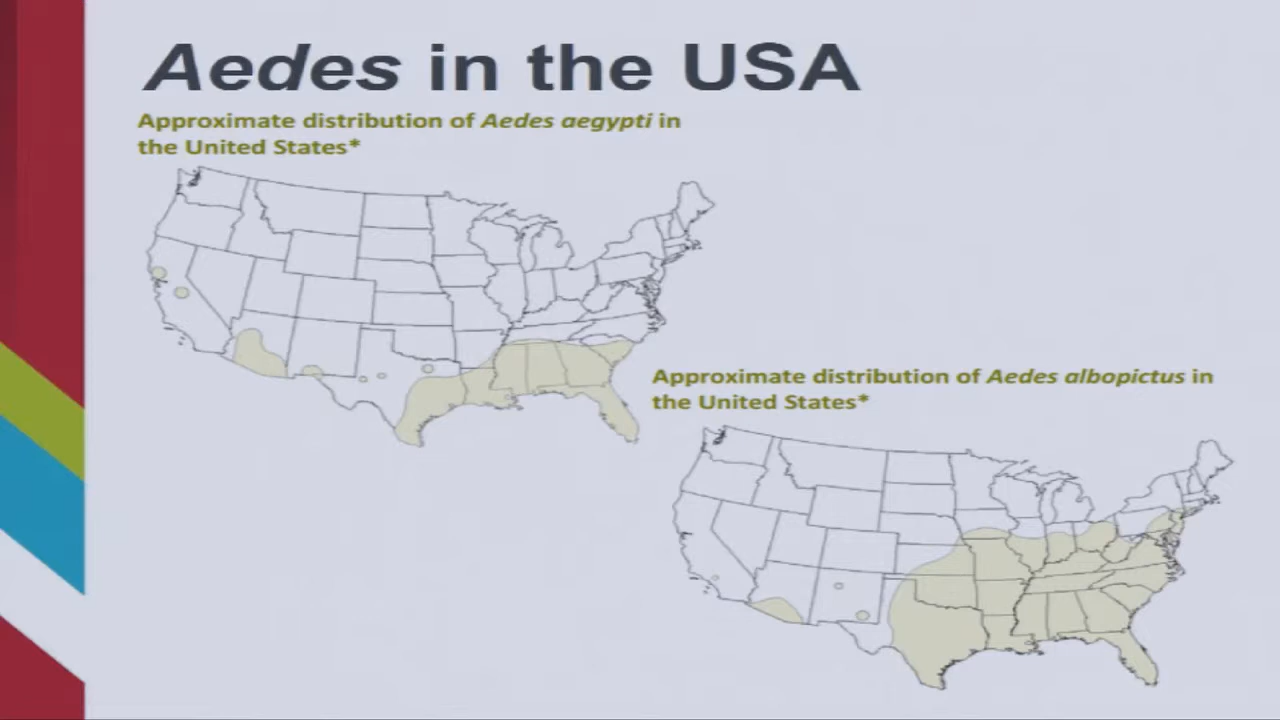 Aedes in the USA
Approximate distribution of Aedes aegypti in
the United States*
Approximate distribution of Aedes albopictus in
the United States*